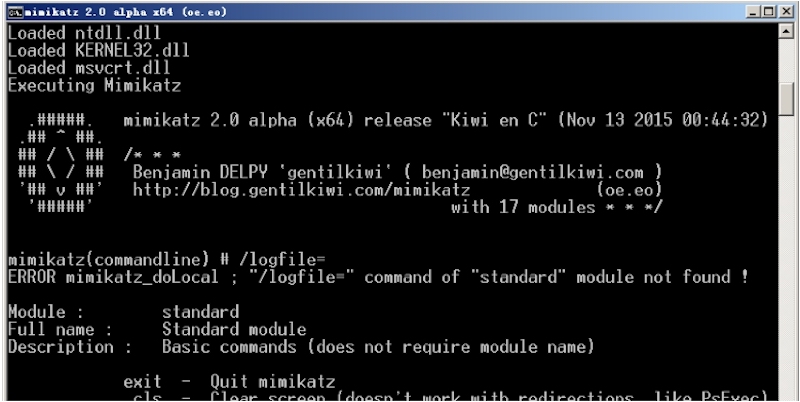 mimikatz 2.0 alpha x64 (oe.eo)
Loaded ntdll.dll
Loaded KERNEL32.dll
Loaded msvcrt.dll
Executing Mimikatz
.#####.   mimikatz 2.0 alpha (x64) release "Kiwi en C" (Nov 13 2015 00:44:32)
.## ^ ##.
## / \ ##  /* * *
## \ / ##   Benjamin DELPY `gentilkiwi` ( benjamin@gentilkiwi.com )
'## v ##'   http://blog.gentilkiwi.com/mimikatz             (oe.eo)
'#####'                                     with 17 modules * * */
mimikatz(commandline) # /logfile=
ERROR mimikatz_doLocal ; "/logfile=" command of "standard" module not found !
Module :        standard
Full name :     Standard module
Description :   Basic commands (does not require module name)
exit  -  Quit mimikatz
cls  -  Clear screen (doesn't work with redirections, like PsExec)